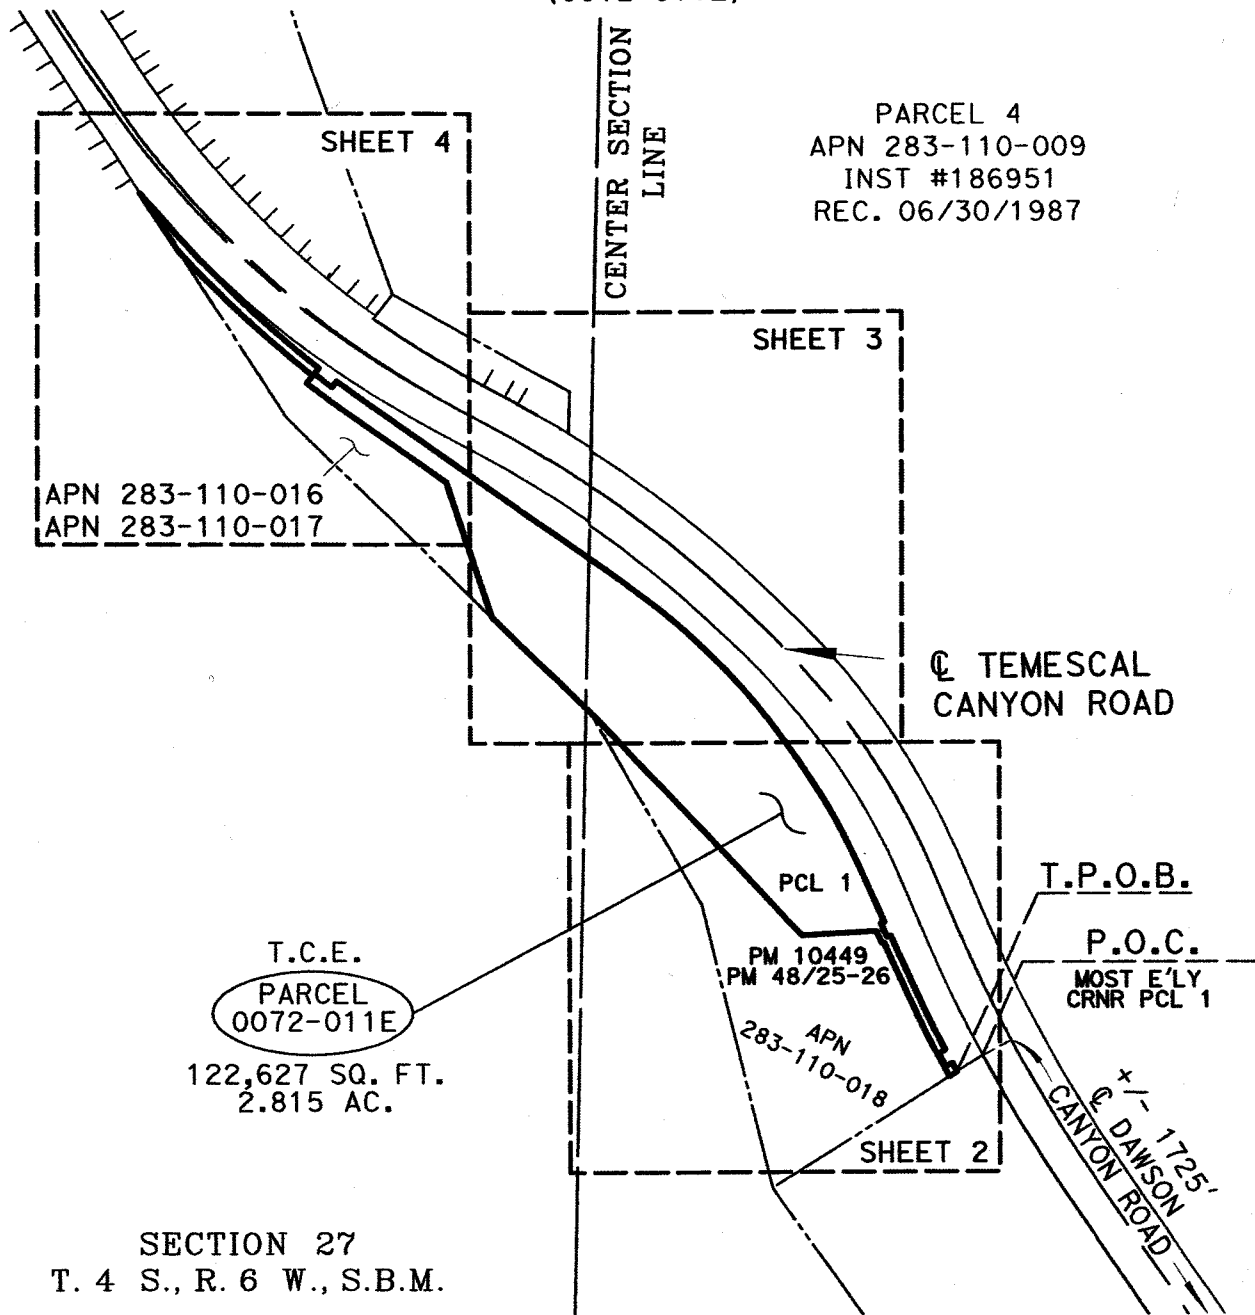 CENTER SECTION
LINE
SHEET 4
PARCEL 4
APN 283-110-009
INST #186951
REC. 06/30/1987
SHEET 3
APN 283-110-016
APN 283-110-017
℄ TEMESCAL
CANYON ROAD
PCL 1
T.P.O.B.
P.O.C.
MOST E'LY
CRNR PCL 1
PM 10449
PM 48/25-26
T.C.E.
PARCEL
0072-011E
122,627 SQ. FT.
2.815 AC.
APN
283-110-018
SHEET 2
+/- 1725'
℄ DAWSON
CANYON ROAD
SECTION 27
T. 4 S., R. 6 W., S.B.M.